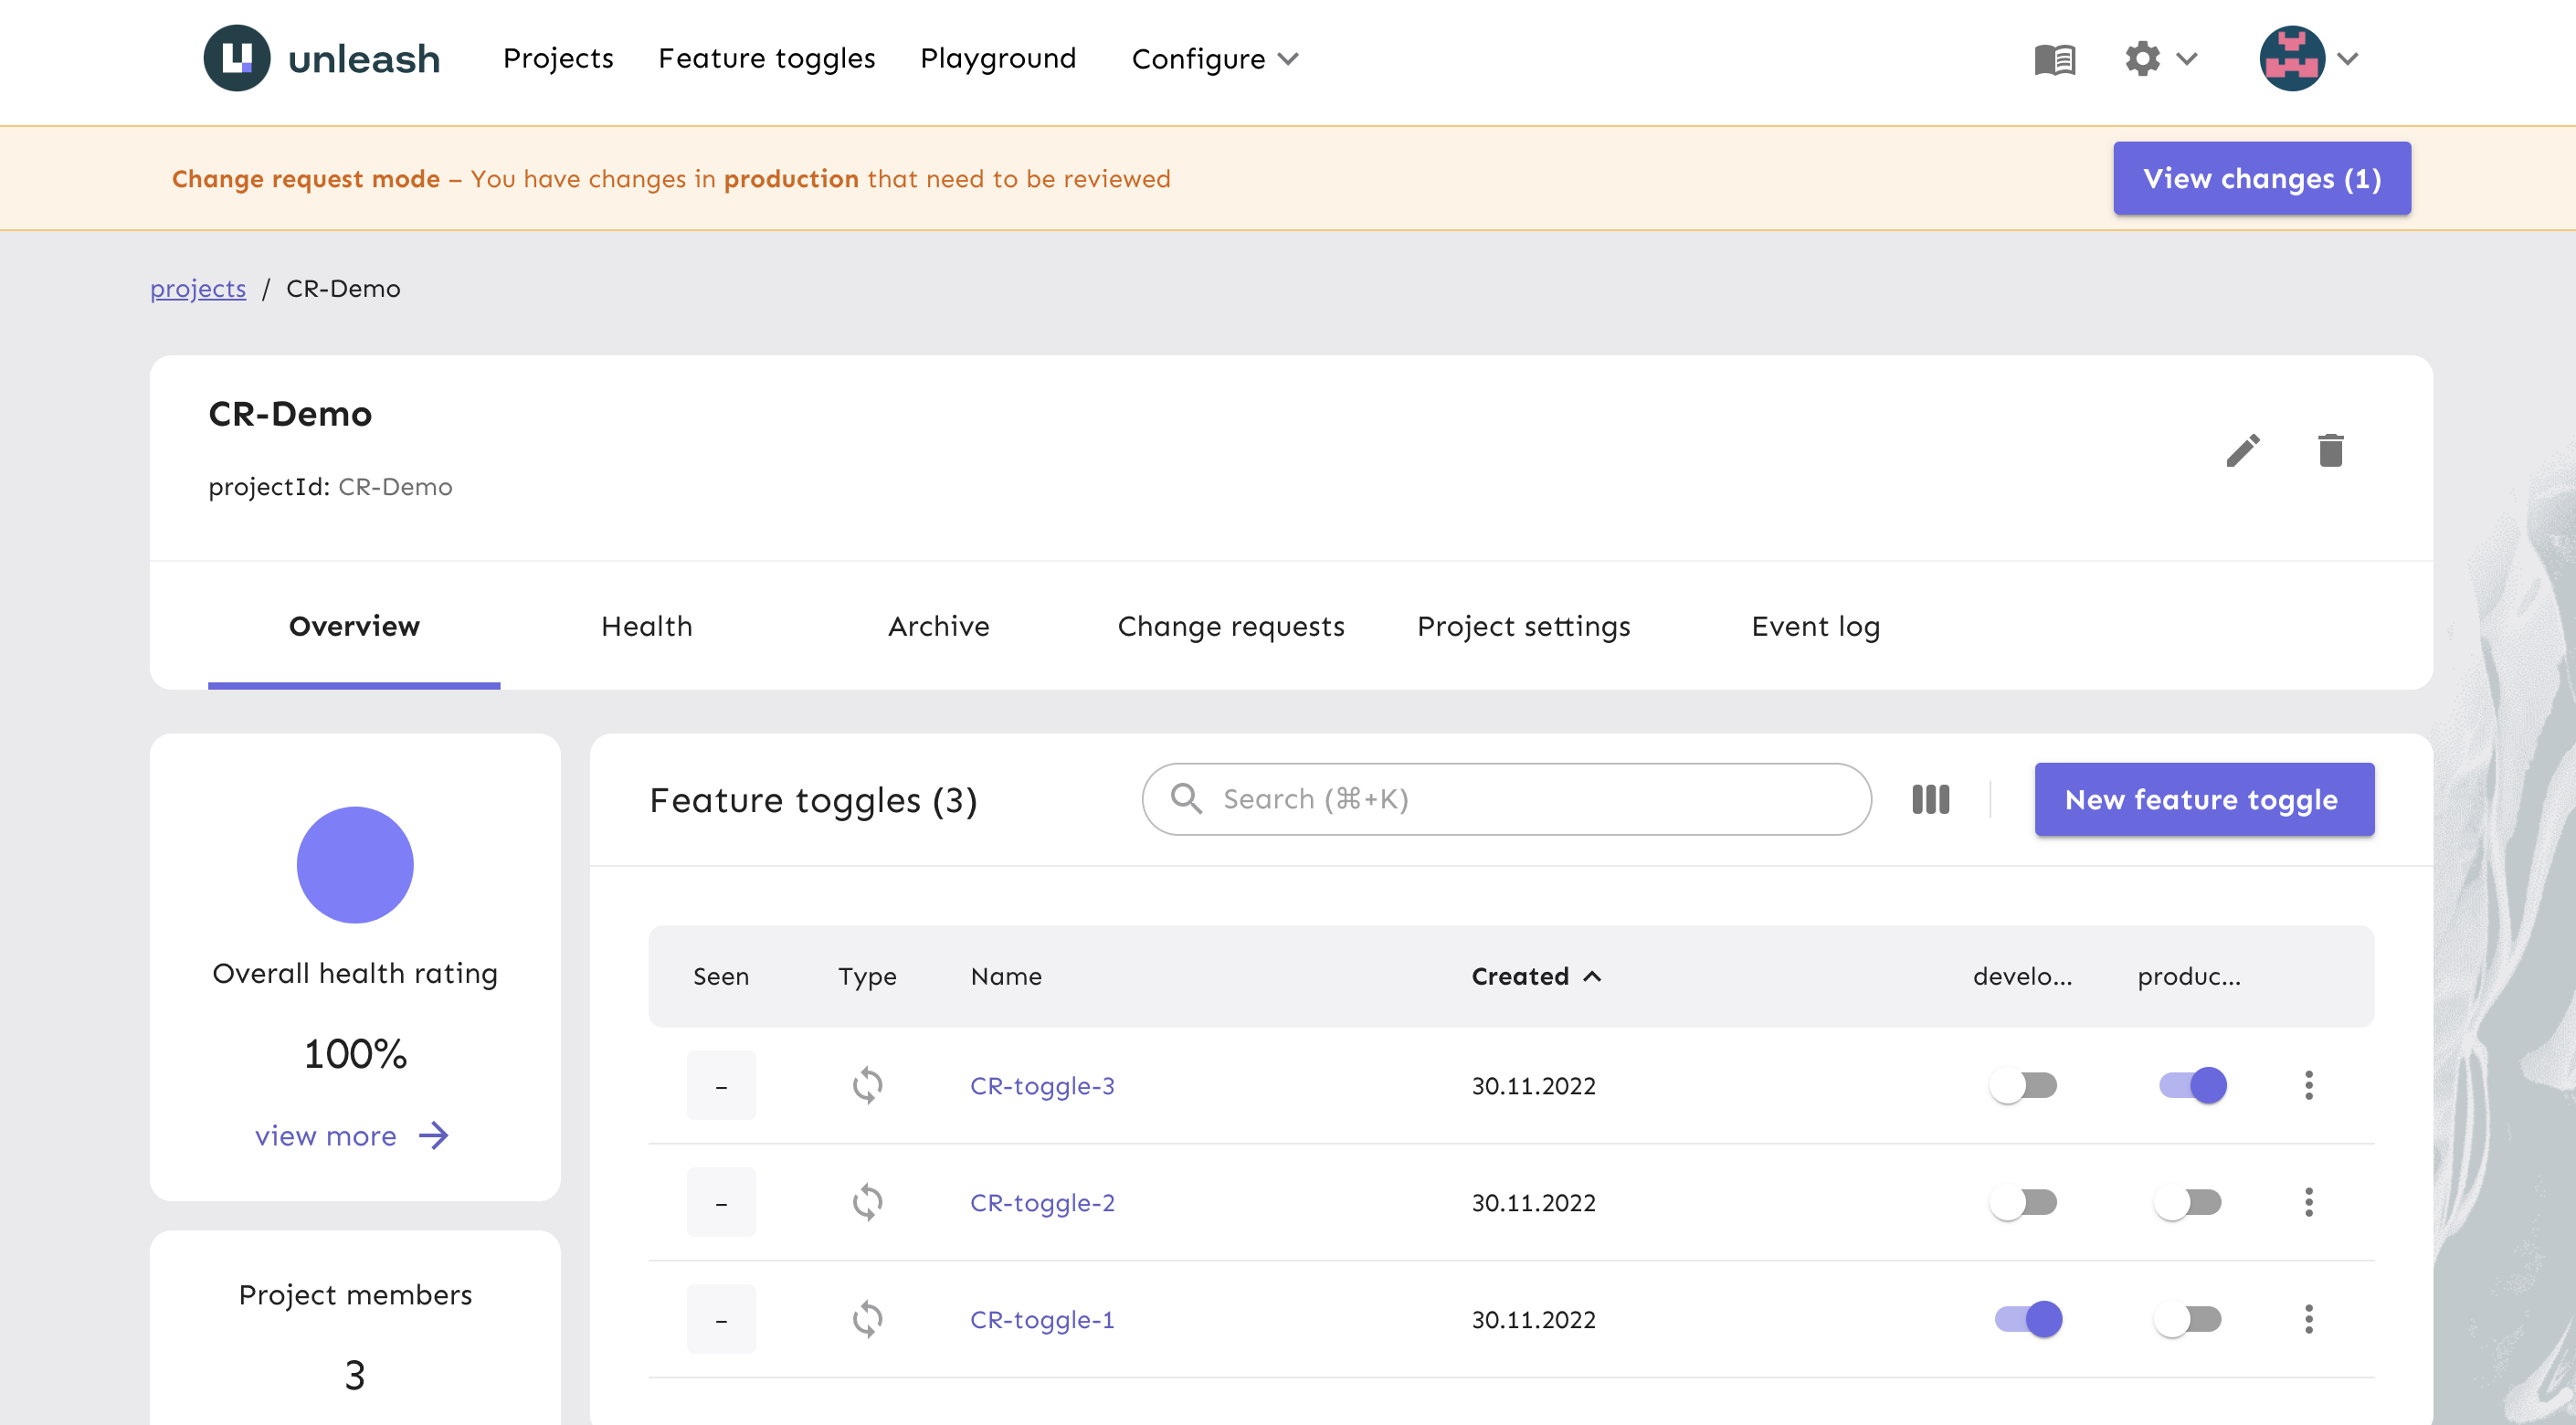 unleash Projects Feature toggles Playground Configure
Change request mode – You have changes in production that need to be reviewed View changes (1)
projects / CR-Demo
CR-Demo
projectId: CR-Demo
Overview Health Archive Change requests Project settings Event log
Overall health rating
100%
view more
Project members
3
Feature toggles (3) Search (⌘+K) New feature toggle
Seen Type Name Created develo... produc...
– CR-toggle-3 30.11.2022
– CR-toggle-2 30.11.2022
– CR-toggle-1 30.11.2022